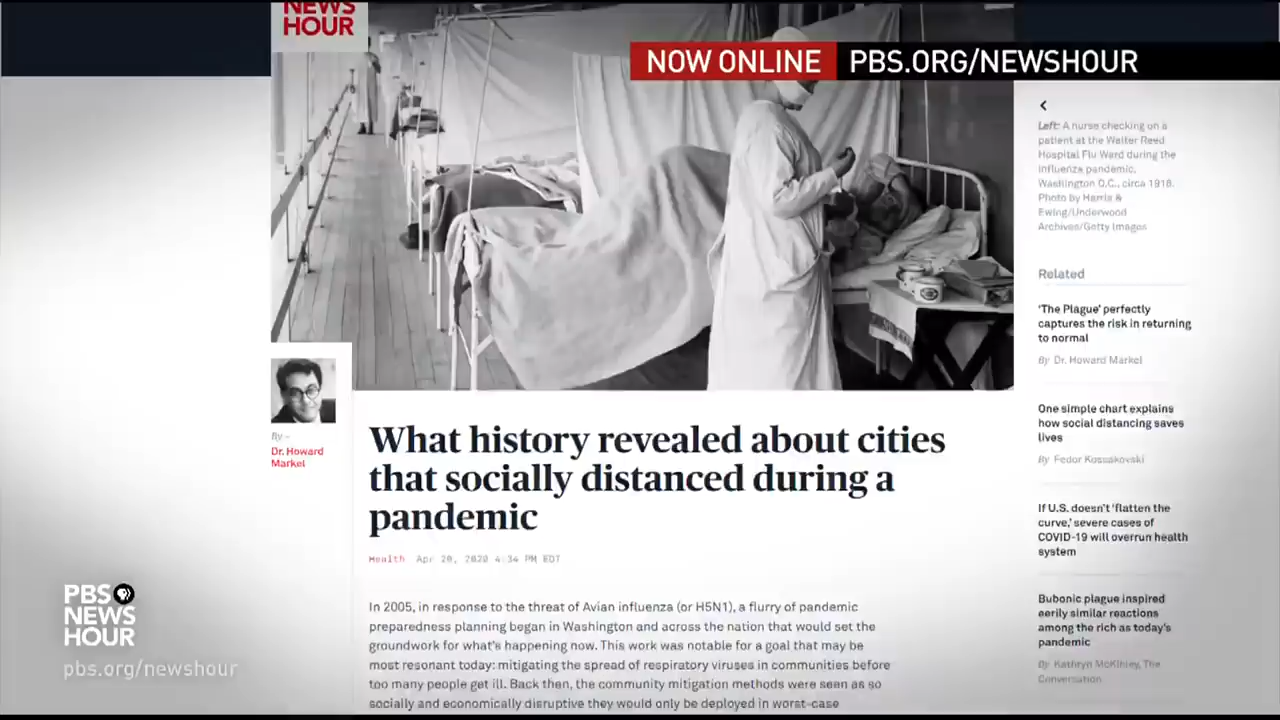 NEWS
HOUR
NOW ONLINE PBS.ORG/NEWSHOUR
Left: A nurse checking on a
patient at the Walter Reed
Hospital Flu Ward during the
influenza pandemic,
Washington D.C., circa 1918.
Photo by Harris &
Ewing/Underwood
Archives/Getty Images
Related
'The Plague' perfectly
captures the risk in returning
to normal
By Dr. Howard Markel
One simple chart explains
how social distancing saves
lives
By Fedor Kossakovski
If U.S. doesn't 'flatten the
curve,' severe cases of
COVID-19 will overrun health
system
Bubonic plague inspired
eerily similar reactions
among the rich as today's
pandemic
By Kathryn McKinley, The
Conversation
By –
Dr. Howard
Markel
What history revealed about cities
that socially distanced during a
pandemic
Health Apr 20, 2020 4:34 PM EDT
In 2005, in response to the threat of Avian influenza (or H5N1), a flurry of pandemic
preparedness planning began in Washington and across the nation that would set the
groundwork for what's happening now. This work was notable for a goal that may be
most resonant today: mitigating the spread of respiratory viruses in communities before
too many people get ill. Back then, the community mitigation methods were seen as so
socially and economically disruptive they would only be deployed in worst-case
PBS
NEWS
HOUR
pbs.org/newshour